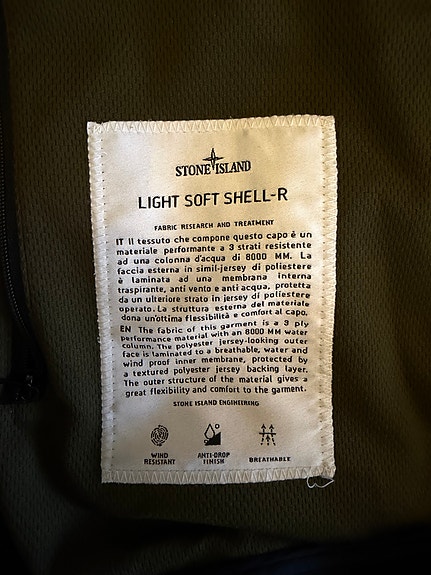 STONE ISLAND
LIGHT SOFT SHELL-R
FABRIC RESEARCH AND TREATMENT
IT Il tessuto che compone questo capo è un
materiale performante a 3 strati resistente
ad una colonna d'acqua di 8000 MM. La
faccia esterna in simil-jersey di poliestere
è laminata ad una membrana interna
traspirante, anti vento e anti acqua, protetta
da un ulteriore strato in jersey di poliestere
operato. La struttura esterna del materiale
dona un'ottima flessibilità e comfort al capo.
EN The fabric of this garment is a 3 ply
performance material with an 8000 MM water
column. The polyester jersey-looking outer
face is laminated to a breathable, water and
wind proof inner membrane, protected by
a textured polyester jersey backing layer.
The outer structure of the material gives a
great flexibility and comfort to the garment.
STONE ISLAND ENGINEERING
WIND
RESISTANT
ANTI-DROP
FINISH
BREATHABLE